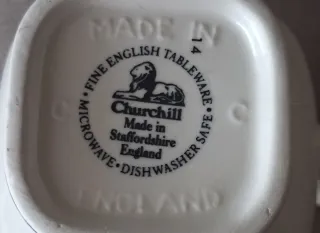 MADE IN
14
FINE ENGLISH TABLEWARE
Churchill
Made in
Staffordshire
England
• MICROWAVE • DISHWASHER SAFE •
ENGLAND